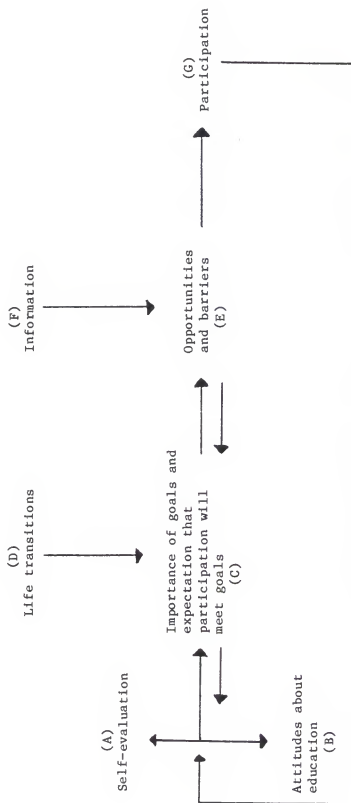 (A)
Self-evaluation
Attitudes about
education
(B)
(D)
Life transitions
Importance of goals and
expectation that
participation will
meet goals
(C)
(F)
Information
Opportunities
and barriers
(E)
(G)
Participation